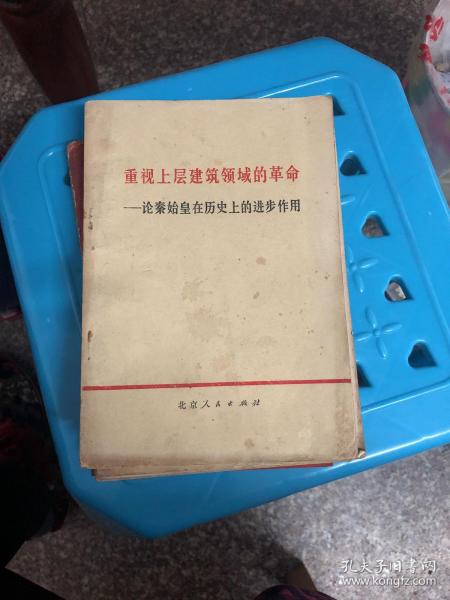 重视上层建筑领域的革命
——论秦始皇在历史上的进步作用
北京人民出版社
孔夫子旧书网
www.kongfz.com